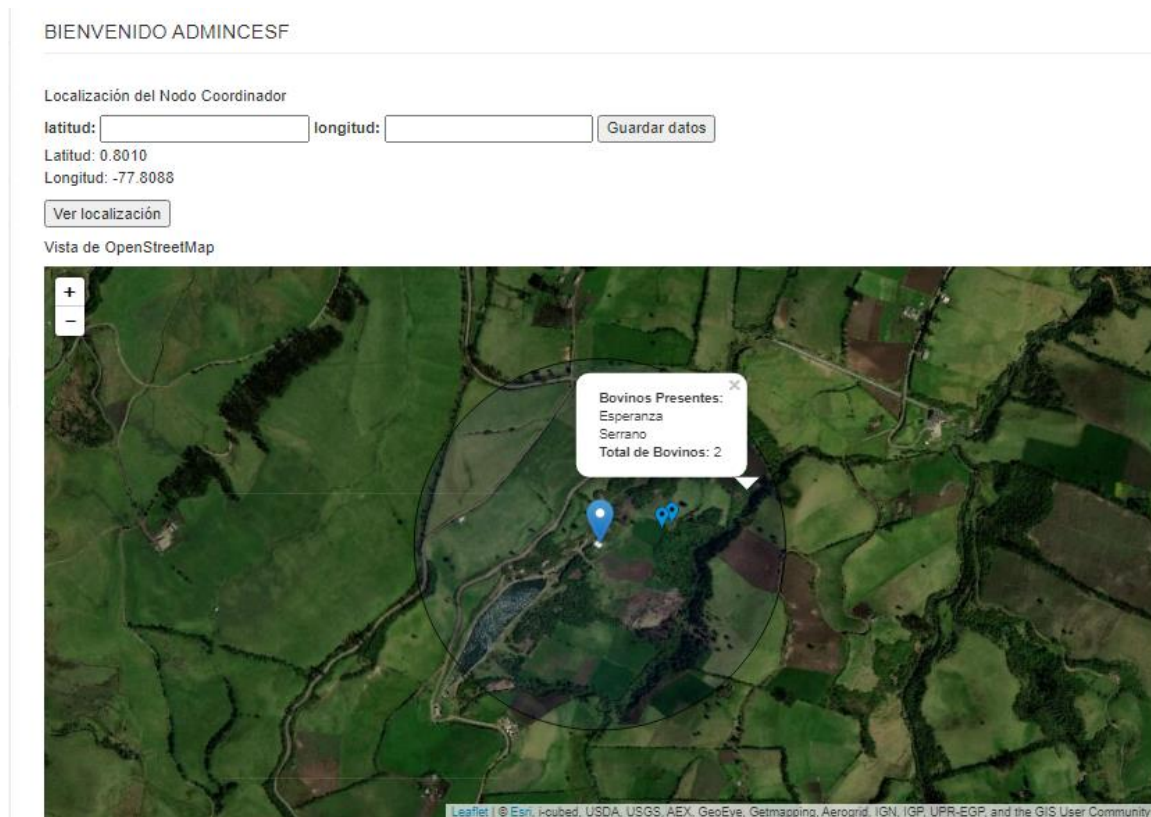 BIENVENIDO ADMINCESF
Localización del Nodo Coordinador
latitud: longitud: Guardar datos
Latitud: 0.8010
Longitud: -77.8088
Ver localización
Vista de OpenStreetMap
+
−
×
Bovinos Presentes:
Esperanza
Serrano
Total de Bovinos: 2
Leaflet | © Esri, i-cubed, USDA, USGS, AEX, GeoEye, Getmapping, Aerogrid, IGN, IGP, UPR-EGP, and the GIS User Community